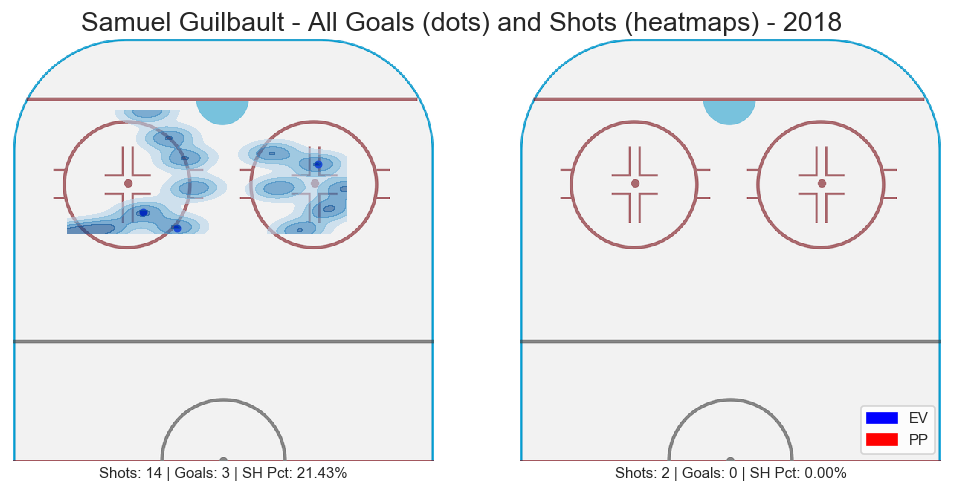 Samuel Guilbault - All Goals (dots) and Shots (heatmaps) - 2018
EV
PP
Shots: 14 | Goals: 3 | SH Pct: 21.43%
Shots: 2 | Goals: 0 | SH Pct: 0.00%